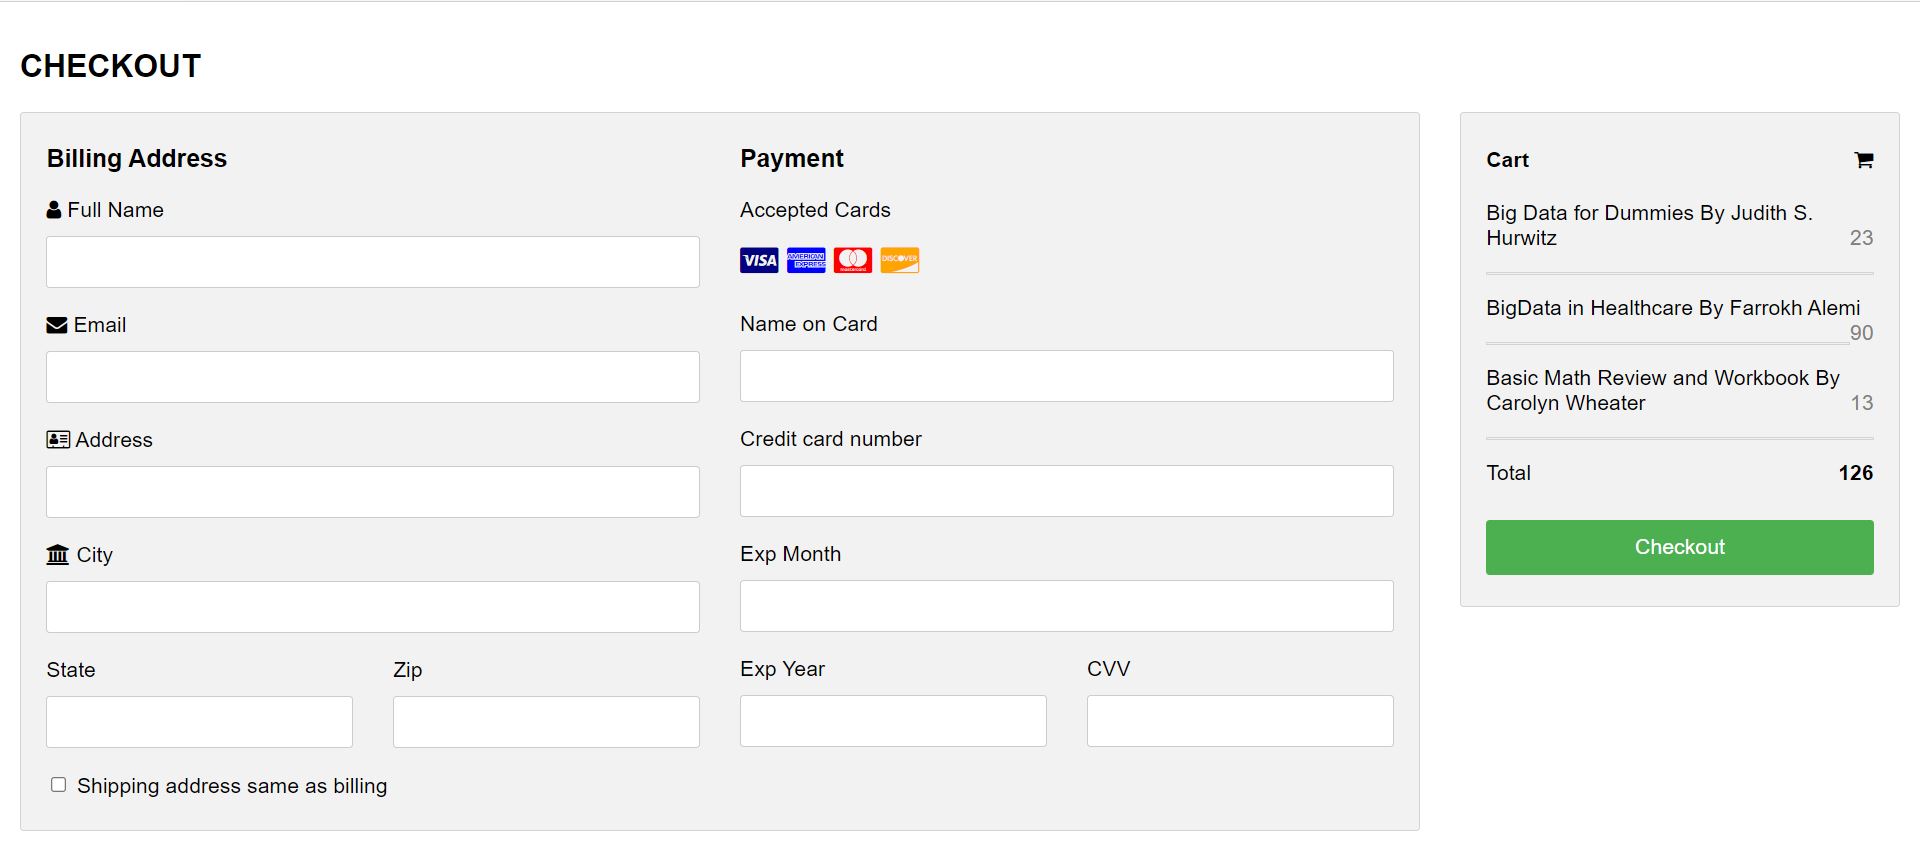 CHECKOUT
Billing Address
Full Name
Email
Address
City
State Zip
Shipping address same as billing
Payment
Accepted Cards
VISA AMERICAN EXPRESS mastercard DISCOVER
Name on Card
Credit card number
Exp Month
Exp Year CVV
Cart
Big Data for Dummies By Judith S.
Hurwitz 23
BigData in Healthcare By Farrokh Alemi
90
Basic Math Review and Workbook By
Carolyn Wheater 13
Total 126
Checkout